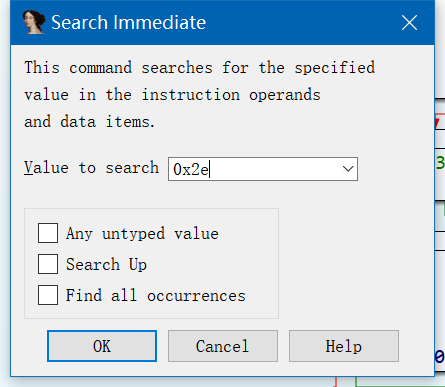 Search Immediate
This command searches for the specified
value in the instruction operands
and data items.
Value to search 0x2e
Any untyped value
Search Up
Find all occurrences
OK Cancel Help